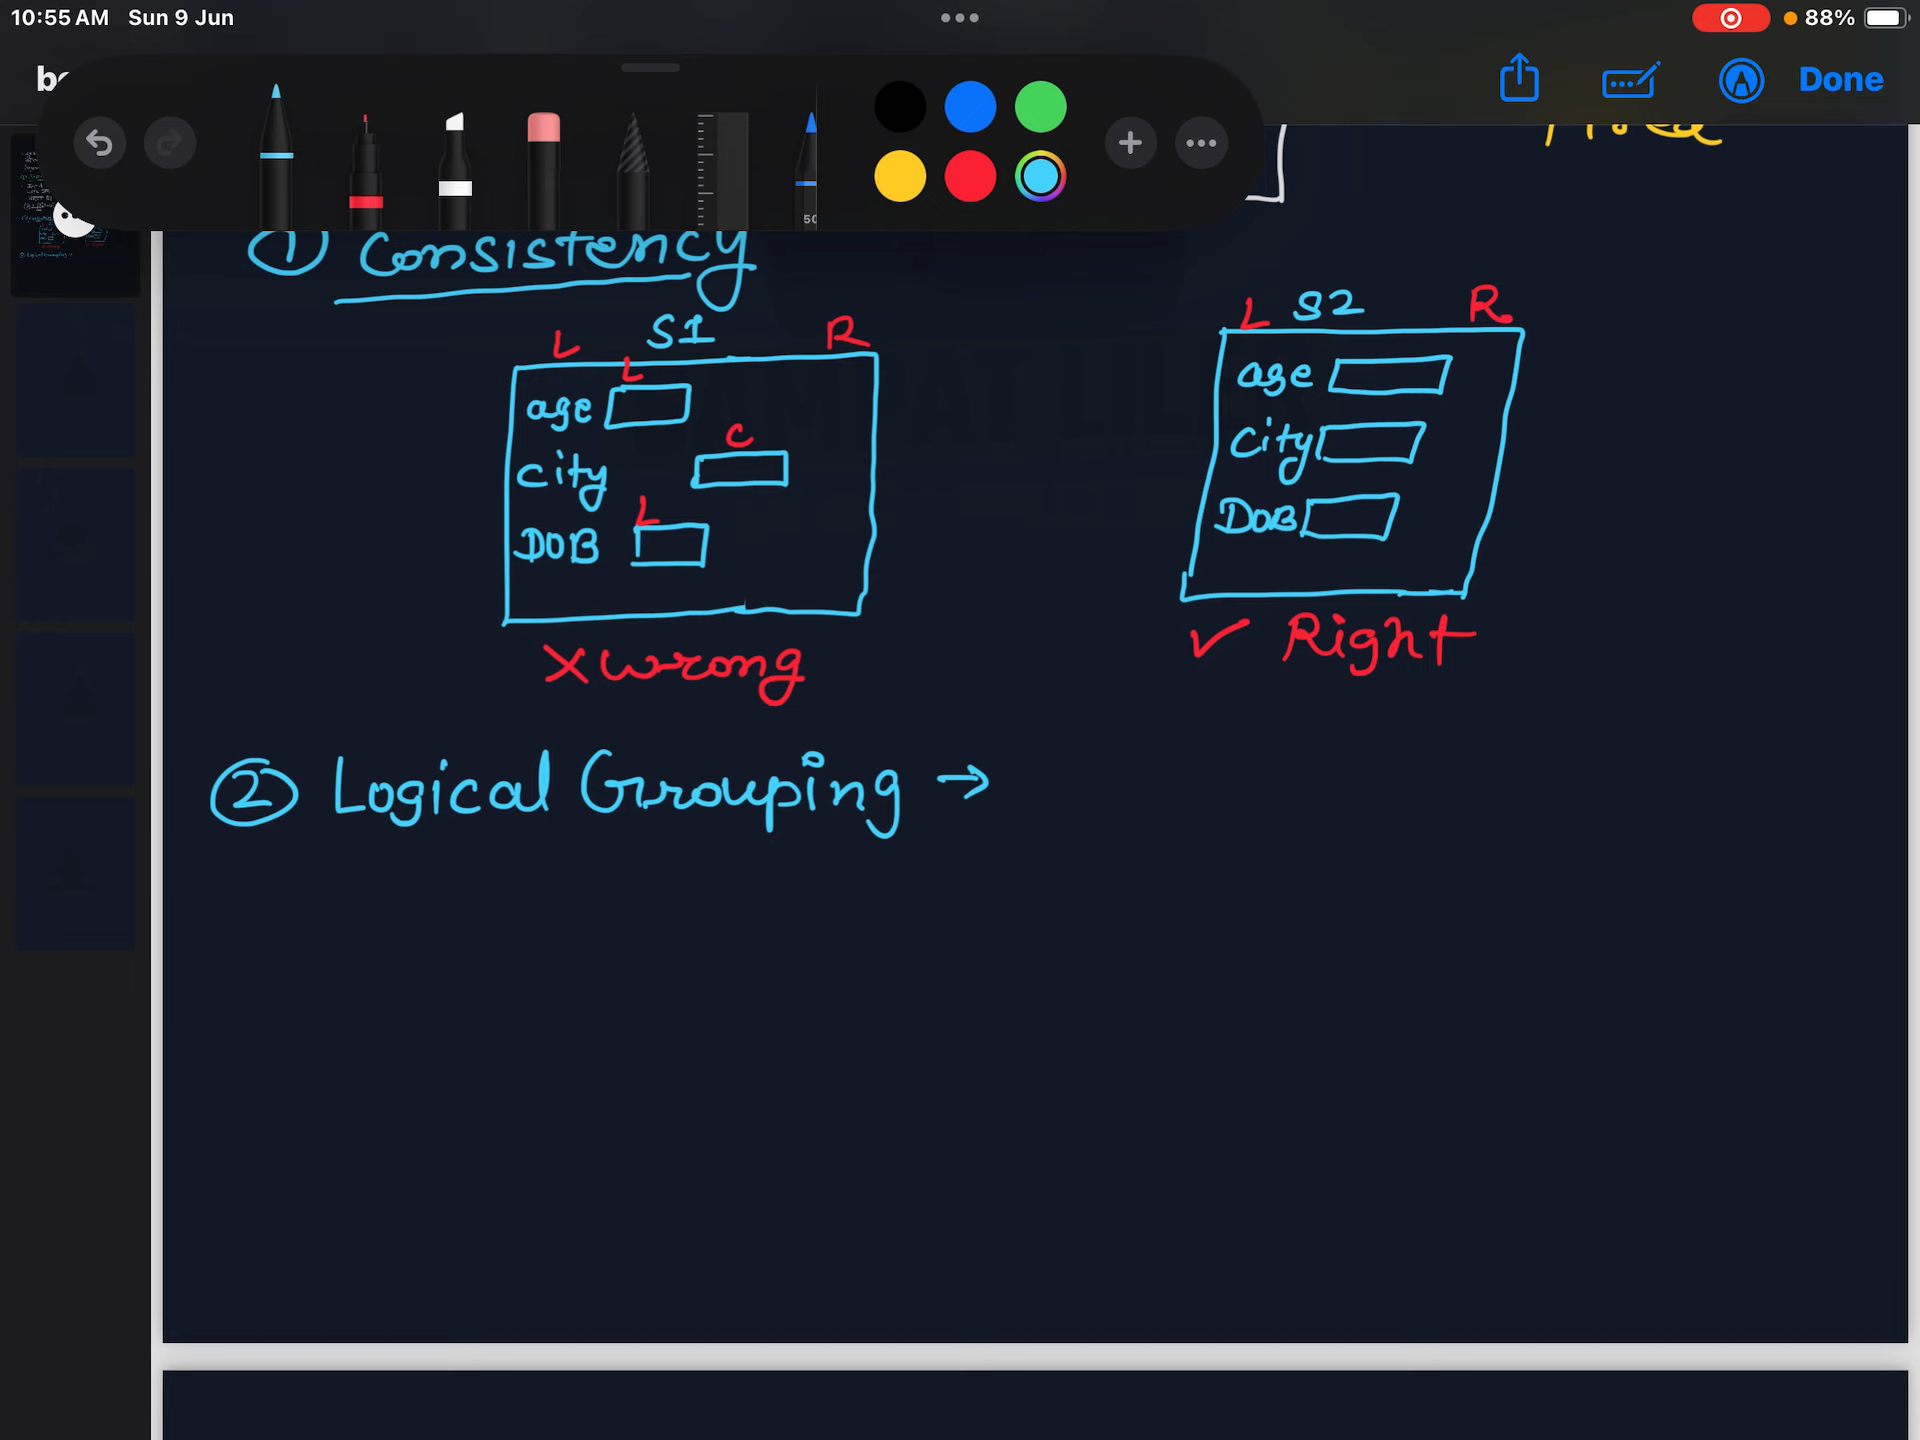 10:55 AM Sun 9 Jun
88%
Done
50
① Consistency
L S1 R
L
age
C
city
L
DOB
X wrong
L S2 R
age
City
DOB
✓ Right
② Logical Grouping →